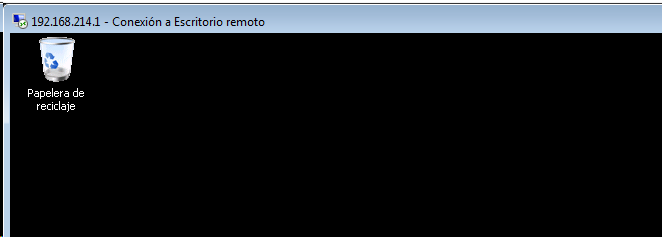 192.168.214.1 - Conexión a Escritorio remoto
Papelera de
reciclaje